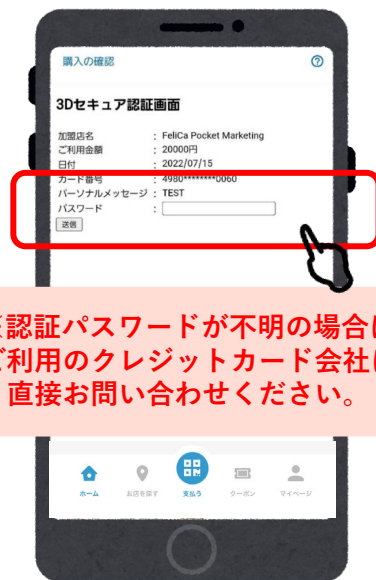 購入の確認
3Dセキュア認証画面
加盟店名 : FeliCa Pocket Marketing
ご利用金額 : 20000円
日付 : 2022/07/15
カード番号 : 4980********0060
パーソナルメッセージ : TEST
パスワード :
送信
認証パスワードが不明の場合
利用のクレジットカード会社
直接お問い合わせください。
ホーム お店を探す 支払う クーポン マイページ